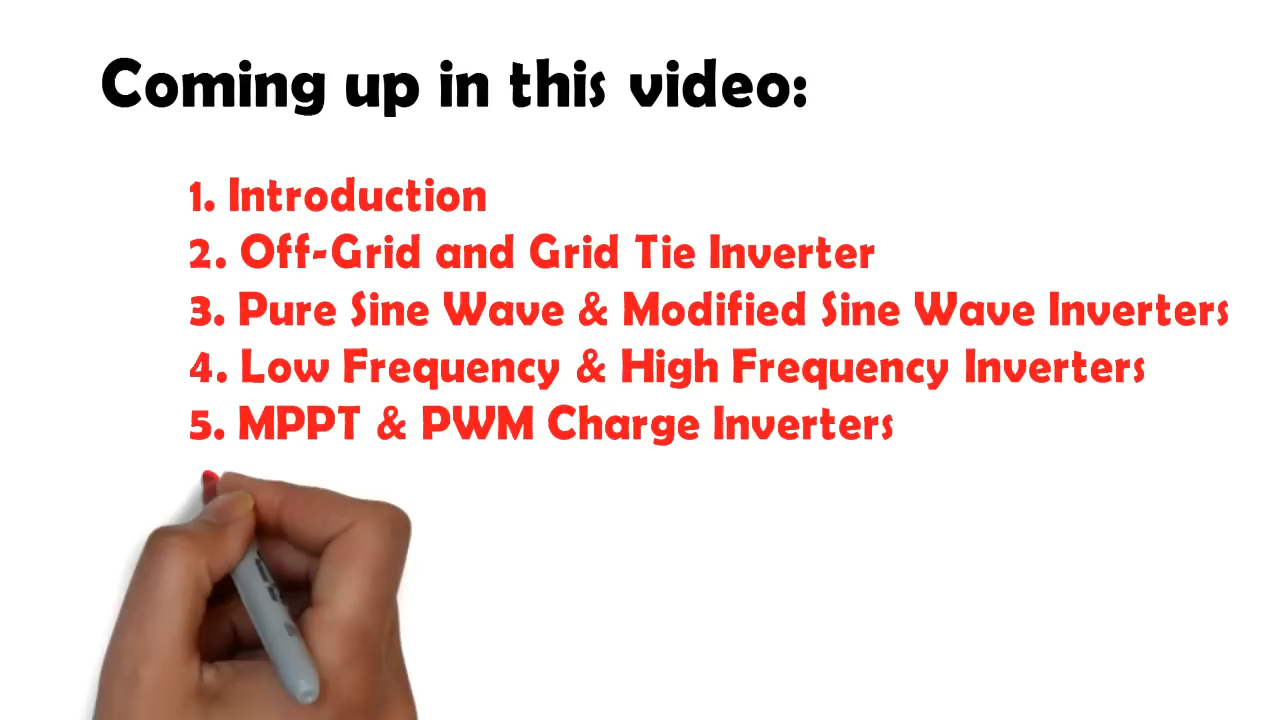 Coming up in this video:
1. Introduction
2. Off-Grid and Grid Tie Inverter
3. Pure Sine Wave & Modified Sine Wave Inverters
4. Low Frequency & High Frequency Inverters
5. MPPT & PWM Charge Inverters